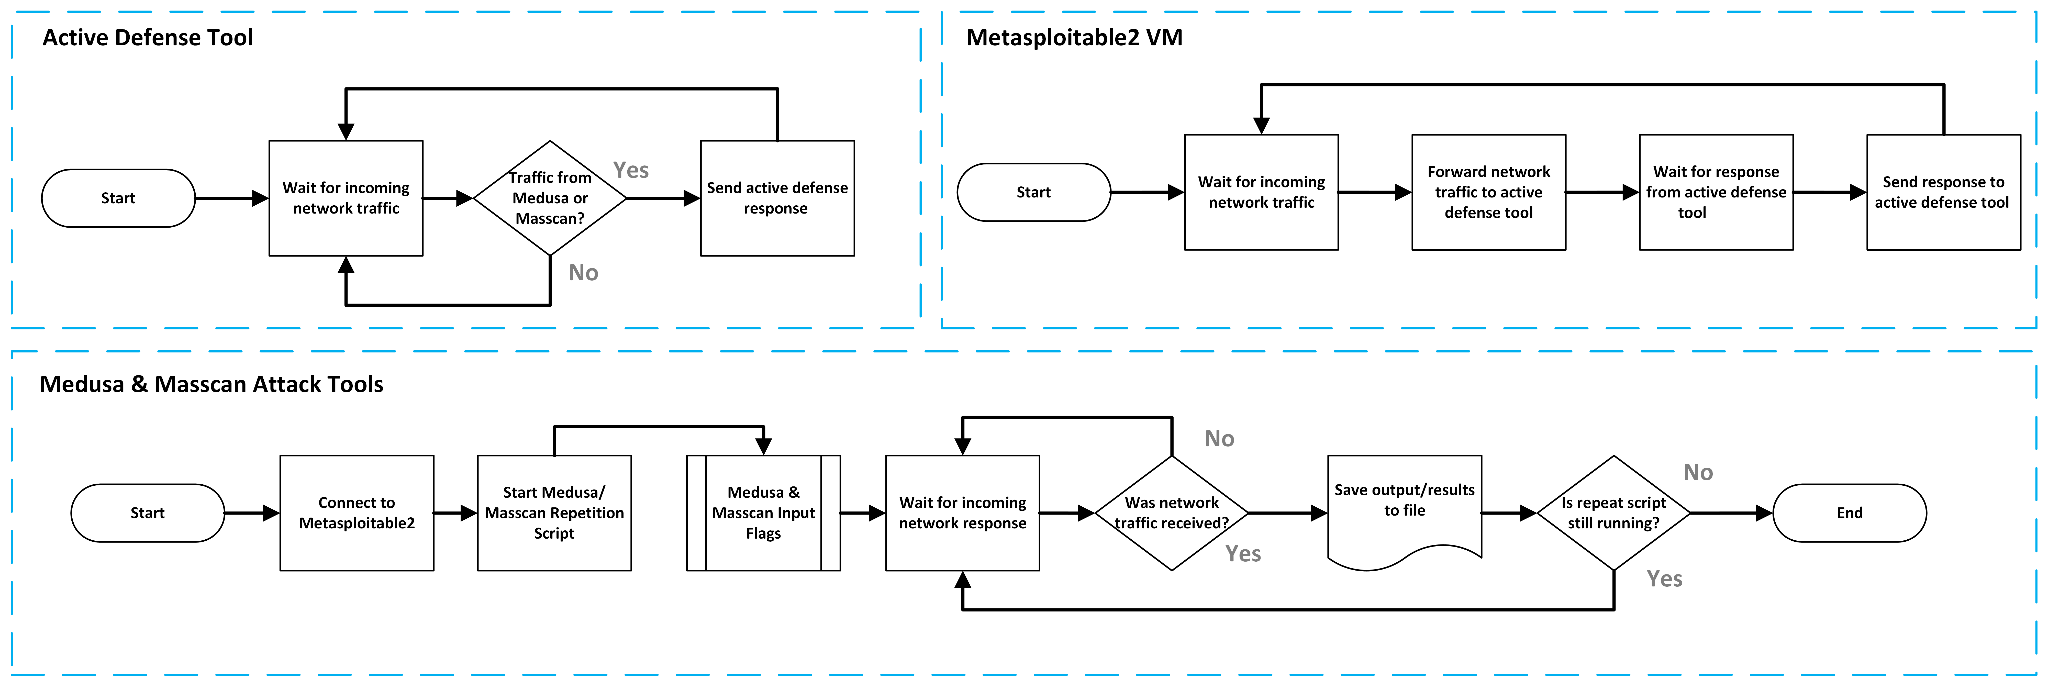 Active Defense Tool
Start
Wait for incoming
network traffic
Traffic from
Medusa or
Masscan?
Yes
No
Send active defense
response
Metasploitable2 VM
Start
Wait for incoming
network traffic
Forward network
traffic to active
defense tool
Wait for response
from active defense
tool
Send response to
active defense tool
Medusa & Masscan Attack Tools
Start
Connect to
Metasploitable2
Start Medusa/
Masscan Repetition
Script
Medusa &
Masscan Input
Flags
Wait for incoming
network response
Was network
traffic received?
No
Yes
Save output/results
to file
Is repeat script
still running?
No
Yes
End